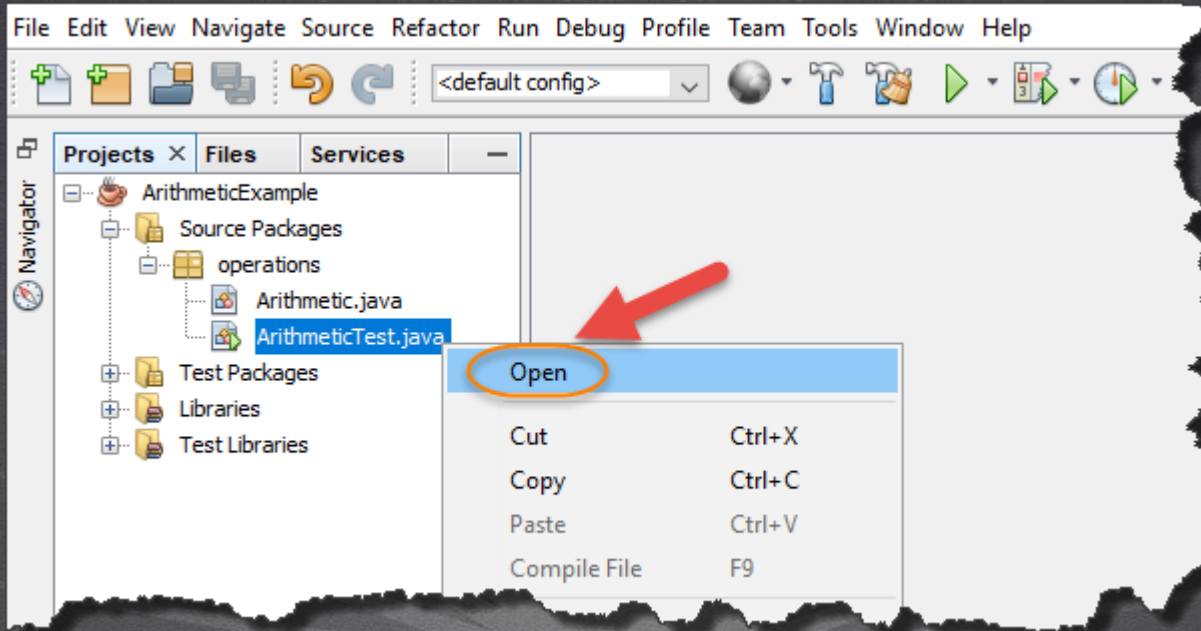 File Edit View Navigate Source Refactor Run Debug Profile Team Tools Window Help
<default config>
Projects Files Services
Navigator
ArithmeticExample
Source Packages
operations
Arithmetic.java
ArithmeticTest.java
Test Packages
Libraries
Test Libraries
Open
Cut Ctrl+X
Copy Ctrl+C
Paste Ctrl+V
Compile File F9